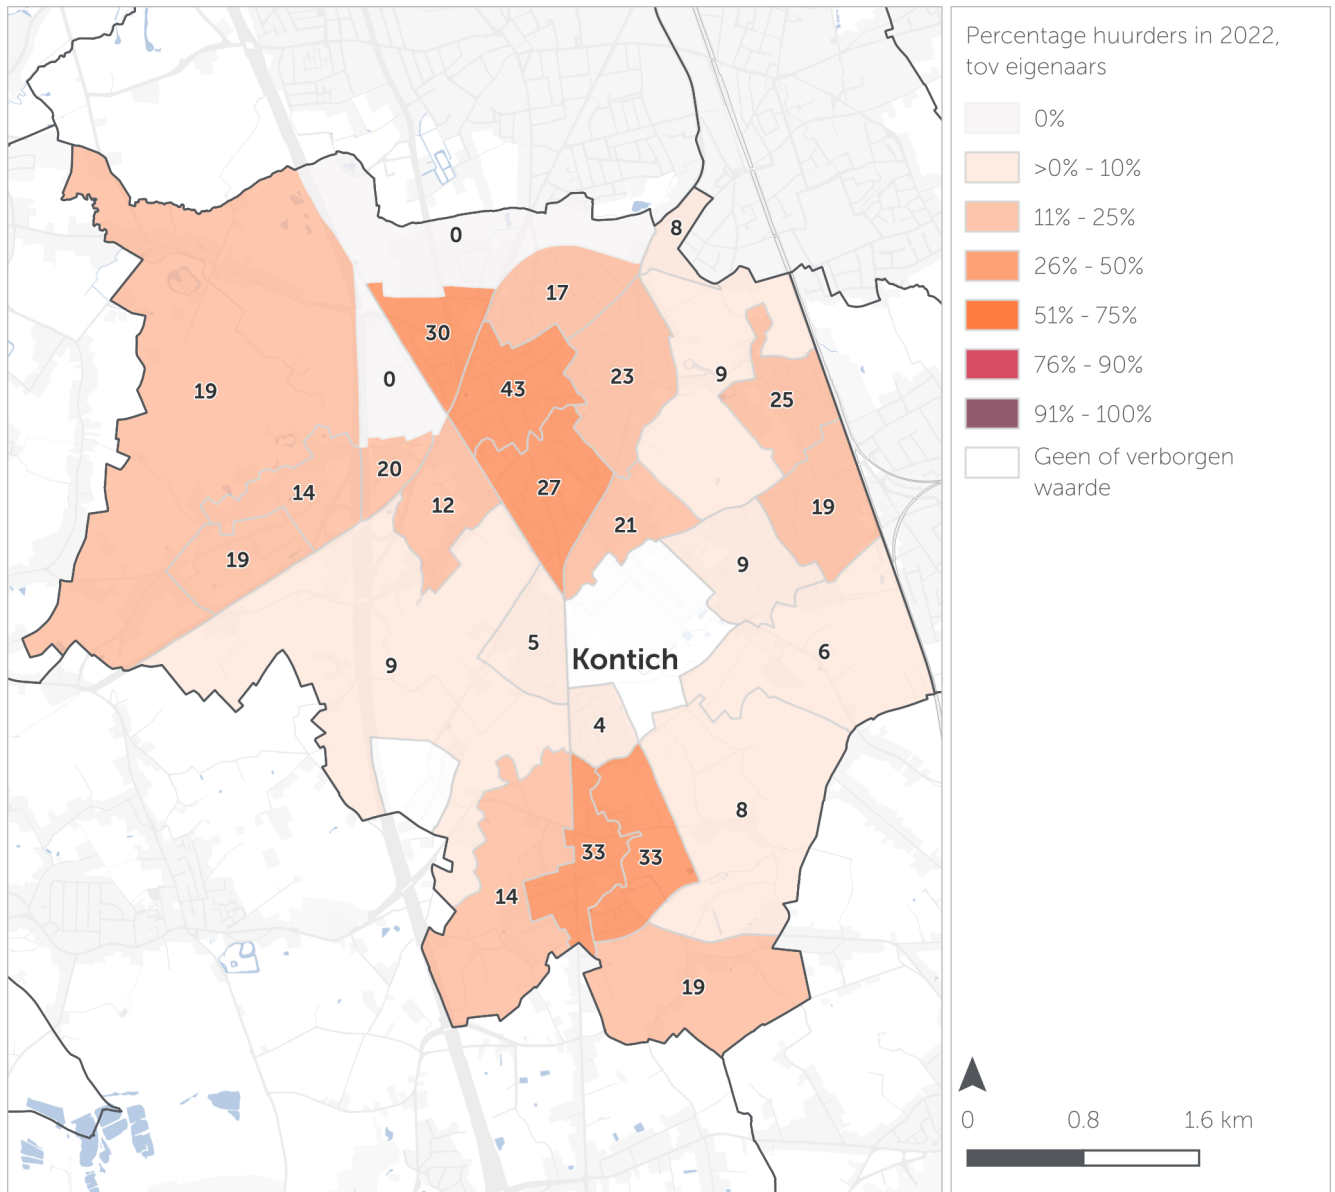 Percentage huurders in 2022,
tov eigenaars
0%
>0% - 10%
11% - 25%
26% - 50%
51% - 75%
76% - 90%
91% - 100%
Geen of verborgen
waarde
8
0
17
30
23
9
0
43
19
25
20
27
14
12
19
21
19
9
5
Kontich
6
9
4
8
33
33
14
19
0
0.8
1.6 km